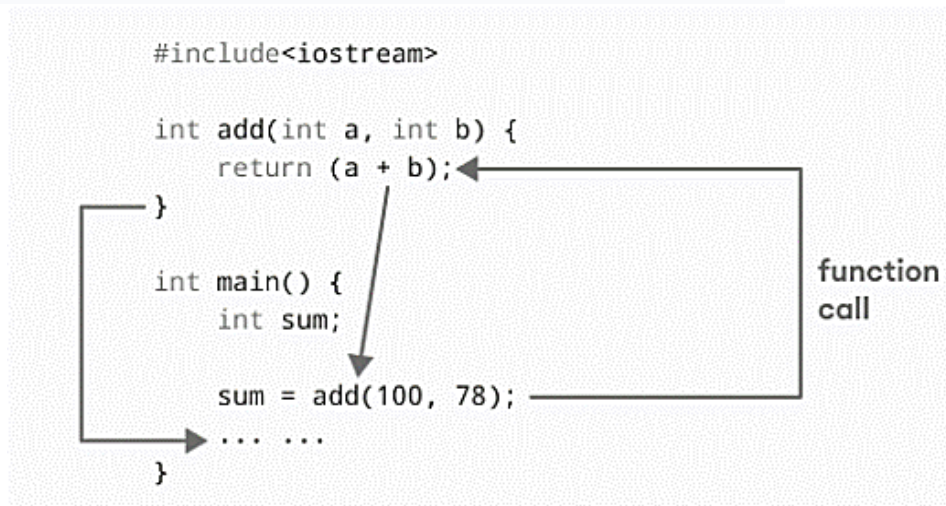 #include<iostream>
int add(int a, int b) {
return (a + b);
}
int main() {
int sum;
sum = add(100, 78);
... ...
}
function
call